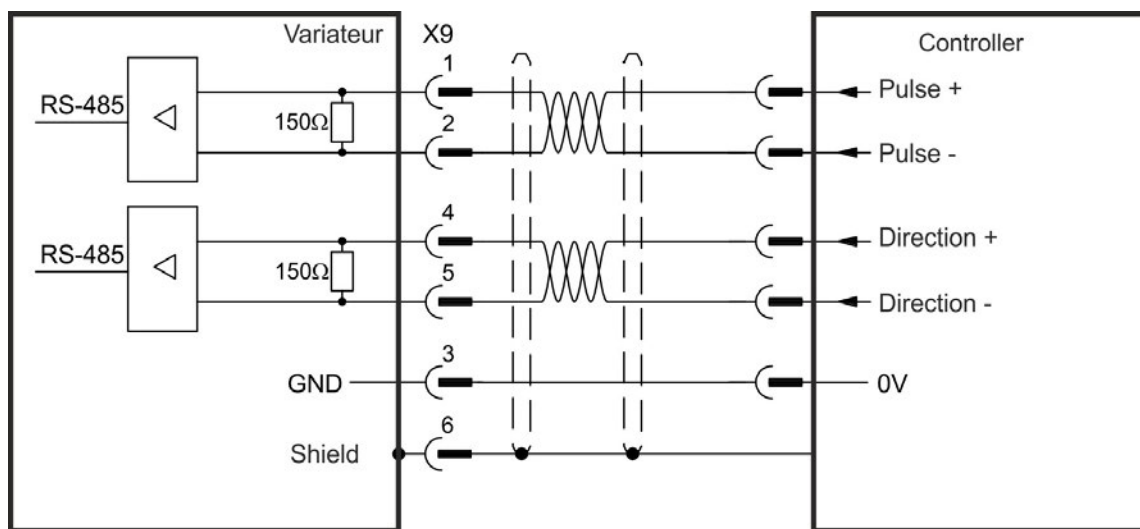 Variateur X9 Controller
1
RS-485 150Ω Pulse +
2
Pulse -
4
RS-485 150Ω Direction +
5
Direction -
3
GND 0V
6
Shield